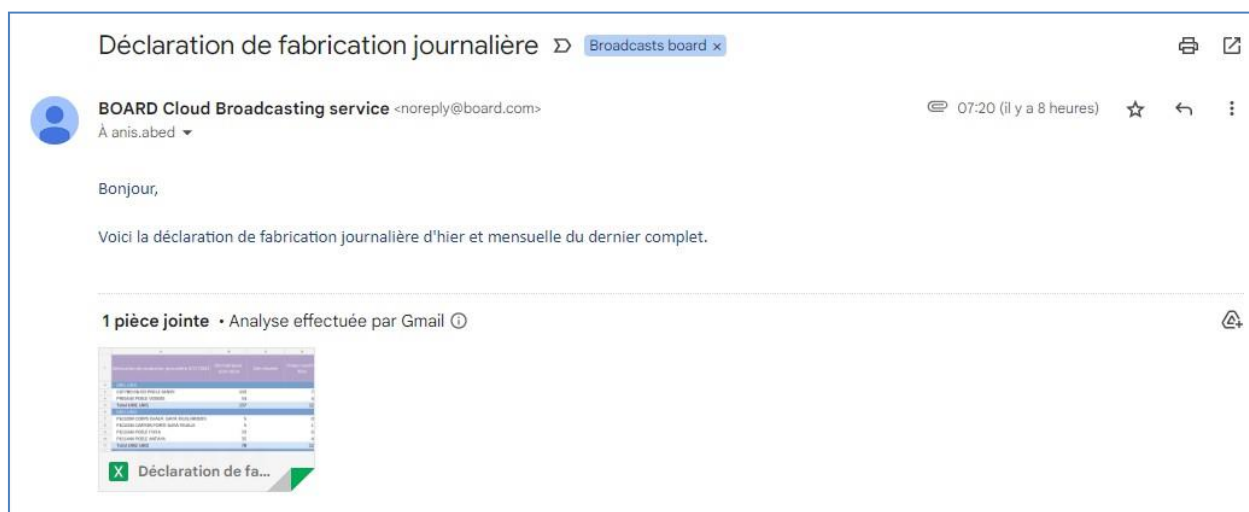 Déclaration de fabrication journalière Broadcasts board ×
BOARD Cloud Broadcasting service <noreply@board.com> 07:20 (il y a 8 heures)
À anis.abed
Bonjour,
Voici la déclaration de fabrication journalière d'hier et mensuelle du dernier complet.
1 pièce jointe • Analyse effectuée par Gmail
X Déclaration de fa...